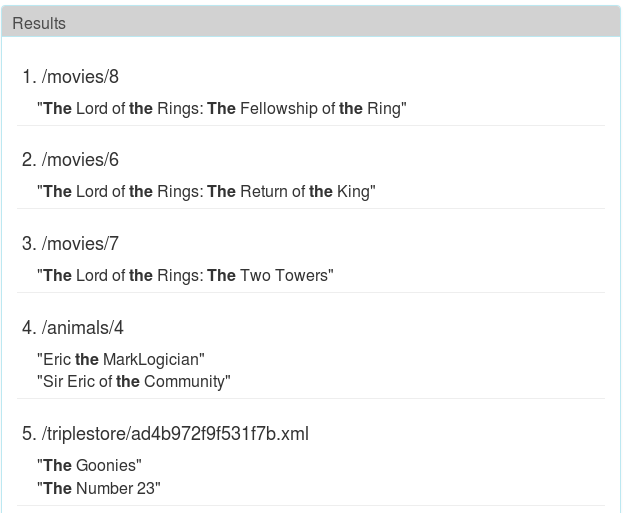 Results
1. /movies/8
"The Lord of the Rings: The Fellowship of the Ring"
2. /movies/6
"The Lord of the Rings: The Return of the King"
3. /movies/7
"The Lord of the Rings: The Two Towers"
4. /animals/4
"Eric the MarkLogician"
"Sir Eric of the Community"
5. /triplestore/ad4b972f9f531f7b.xml
"The Goonies"
"The Number 23"